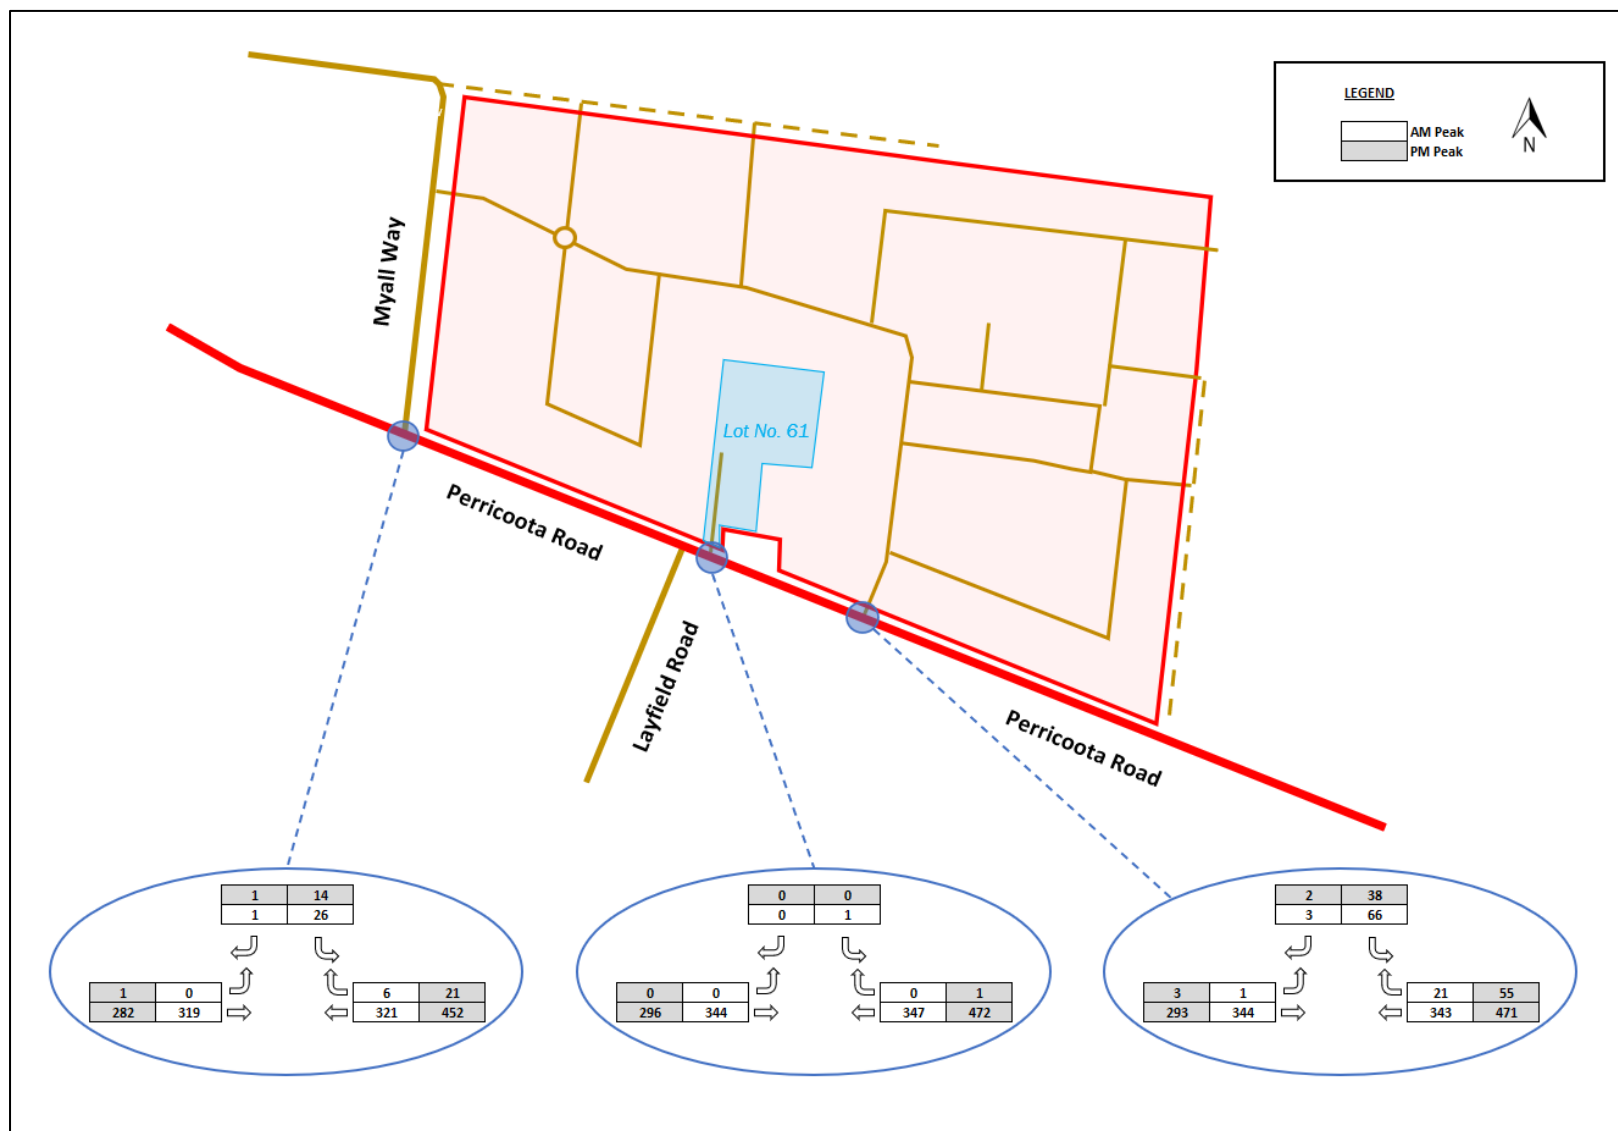 LEGEND
AM Peak
PM Peak
N
Myall Way
Lot No. 61
Perricoota Road
Layfield Road
Perricoota Road
1 14
1 26
1 0
282 319
6 21
321 452
0 0
0 1
0 0
296 344
0 1
347 472
2 38
3 66
3 1
293 344
21 55
343 471